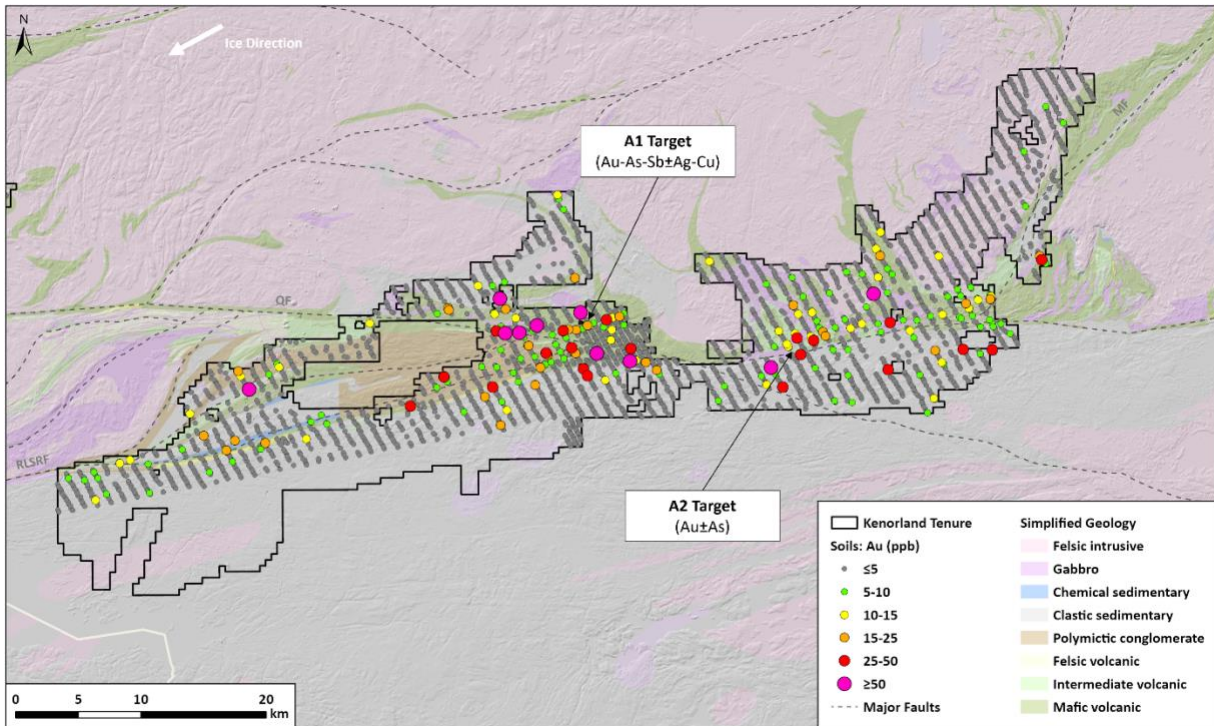 N
Ice Direction
A1 Target
(Au-As-Sb±Ag-Cu)
MF
QF
RLSRF
A2 Target
(Au±As)
Kenorland Tenure
Soils: Au (ppb)
≤5
5-10
10-15
15-25
25-50
≥50
Major Faults
Simplified Geology
Felsic intrusive
Gabbro
Chemical sedimentary
Clastic sedimentary
Polymictic conglomerate
Felsic volcanic
Intermediate volcanic
Mafic volcanic
0 5 10 20
km